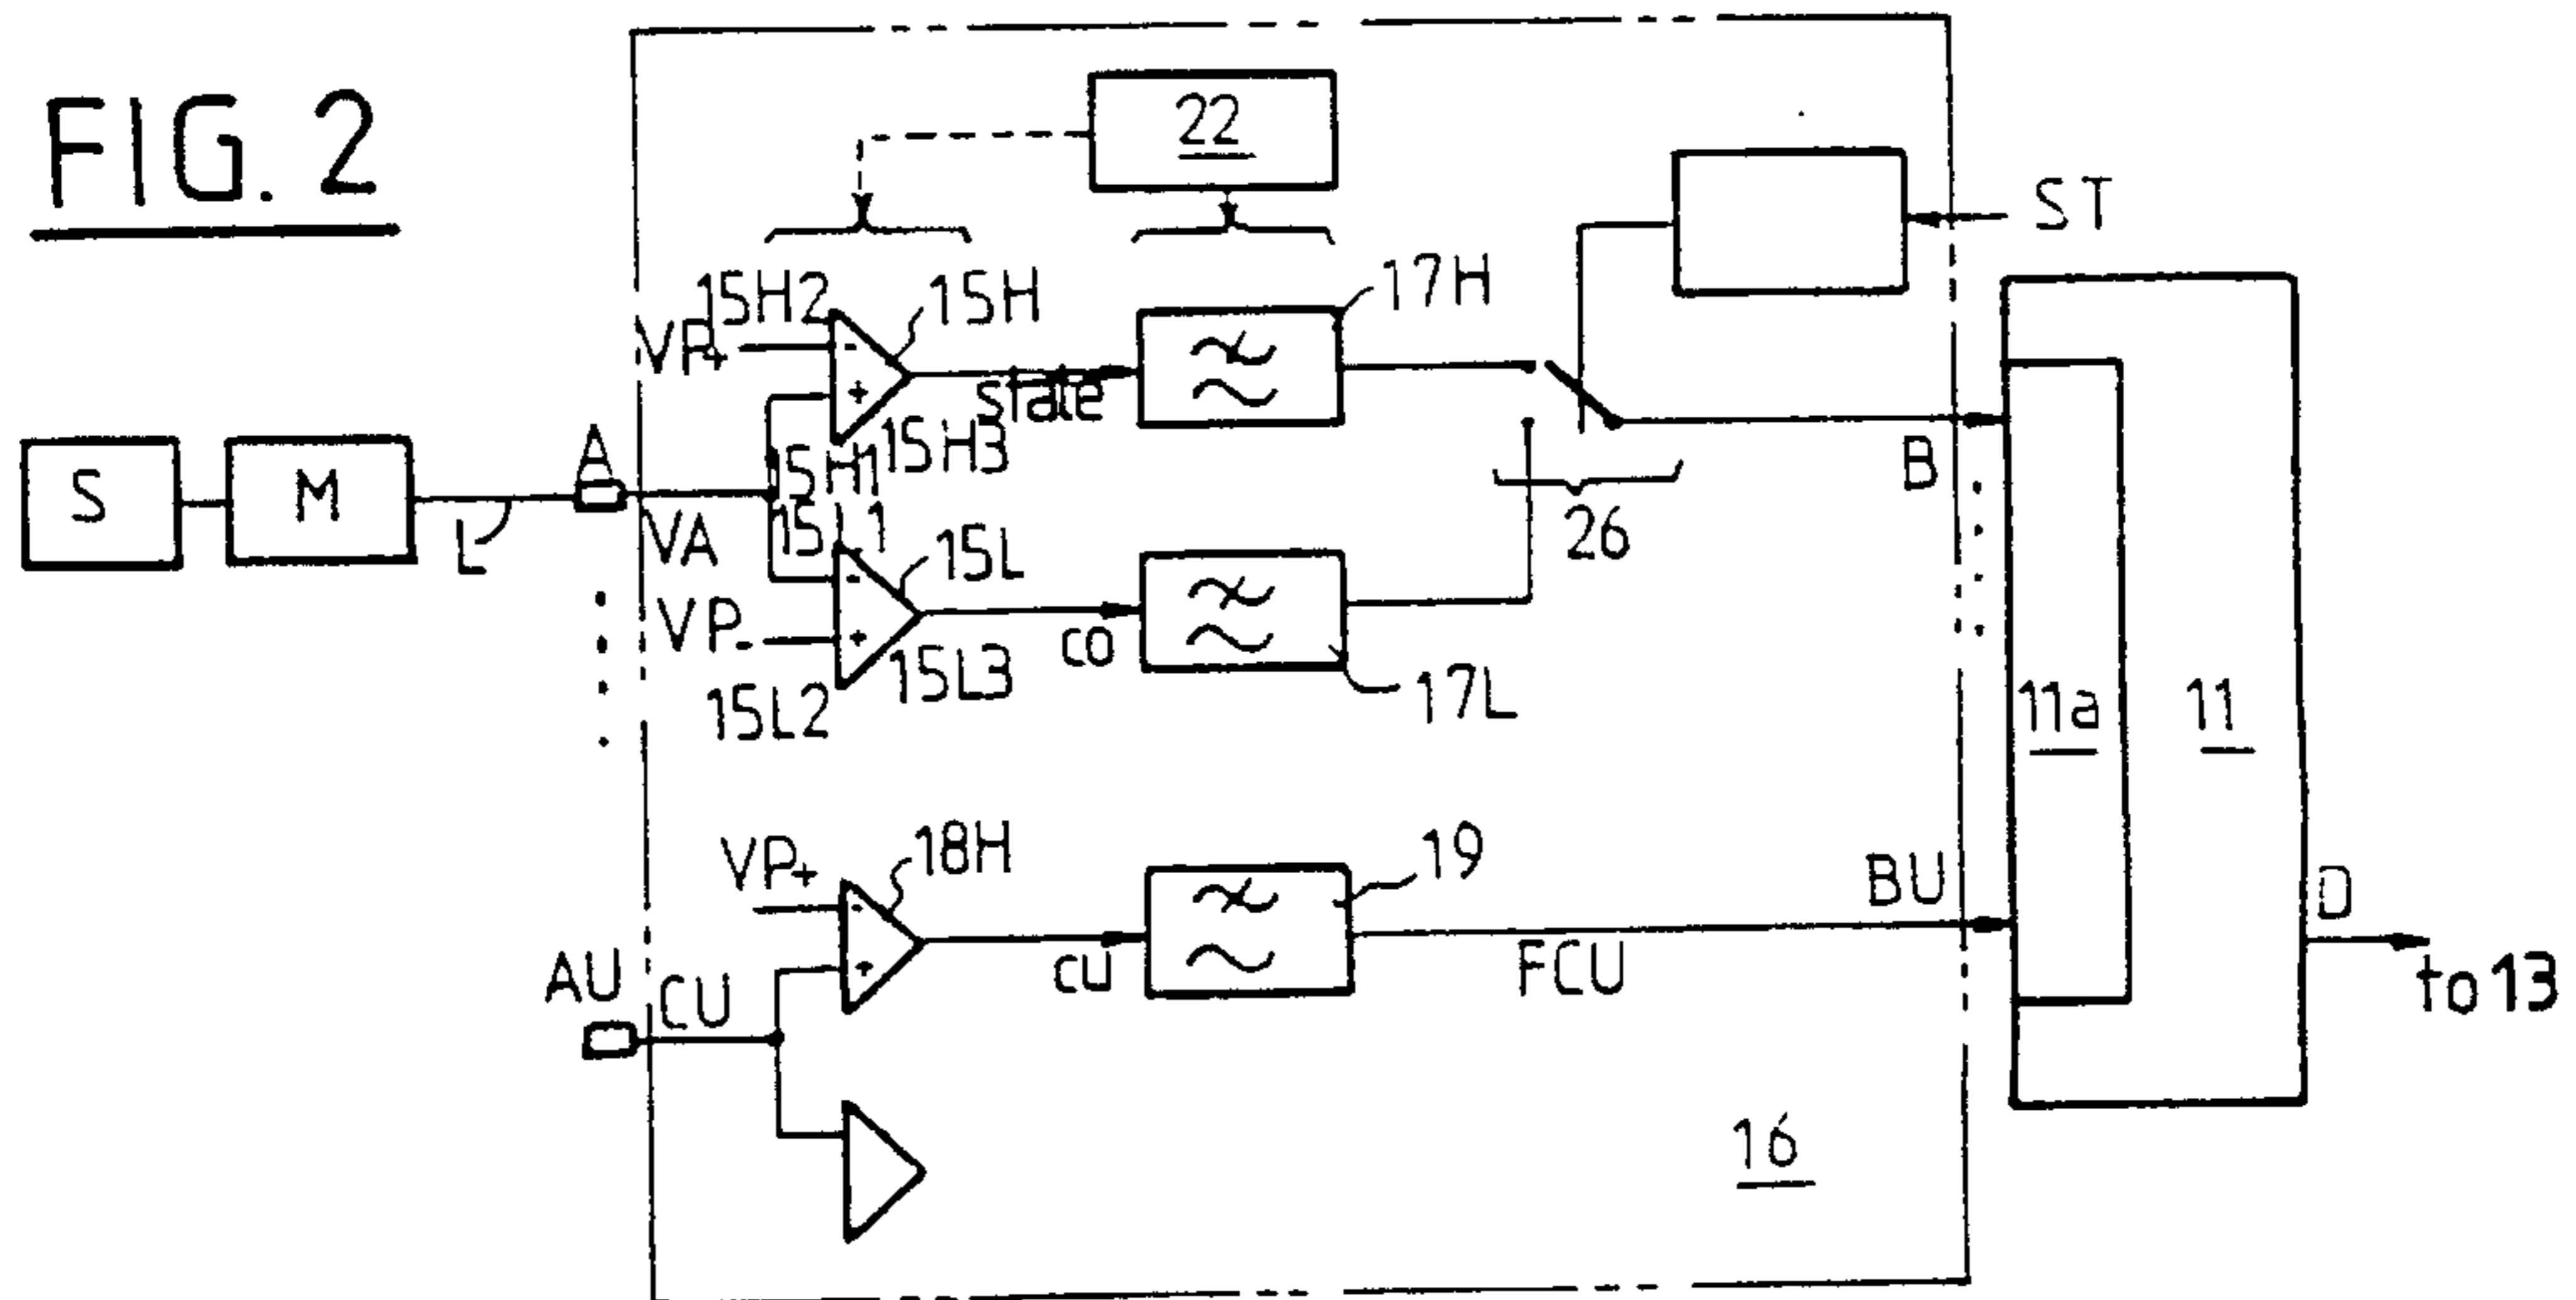 FIG. 2
22
ST
15H2
15H
17H
VP+
state
15H3
S
M
A
L
VA
15H1
15L1
15L
26
B
VP-
co
15L2
15L3
17L
11a
11
VP+
18H
19
BU
D
AU
CU
cu
FCU
to 13
16